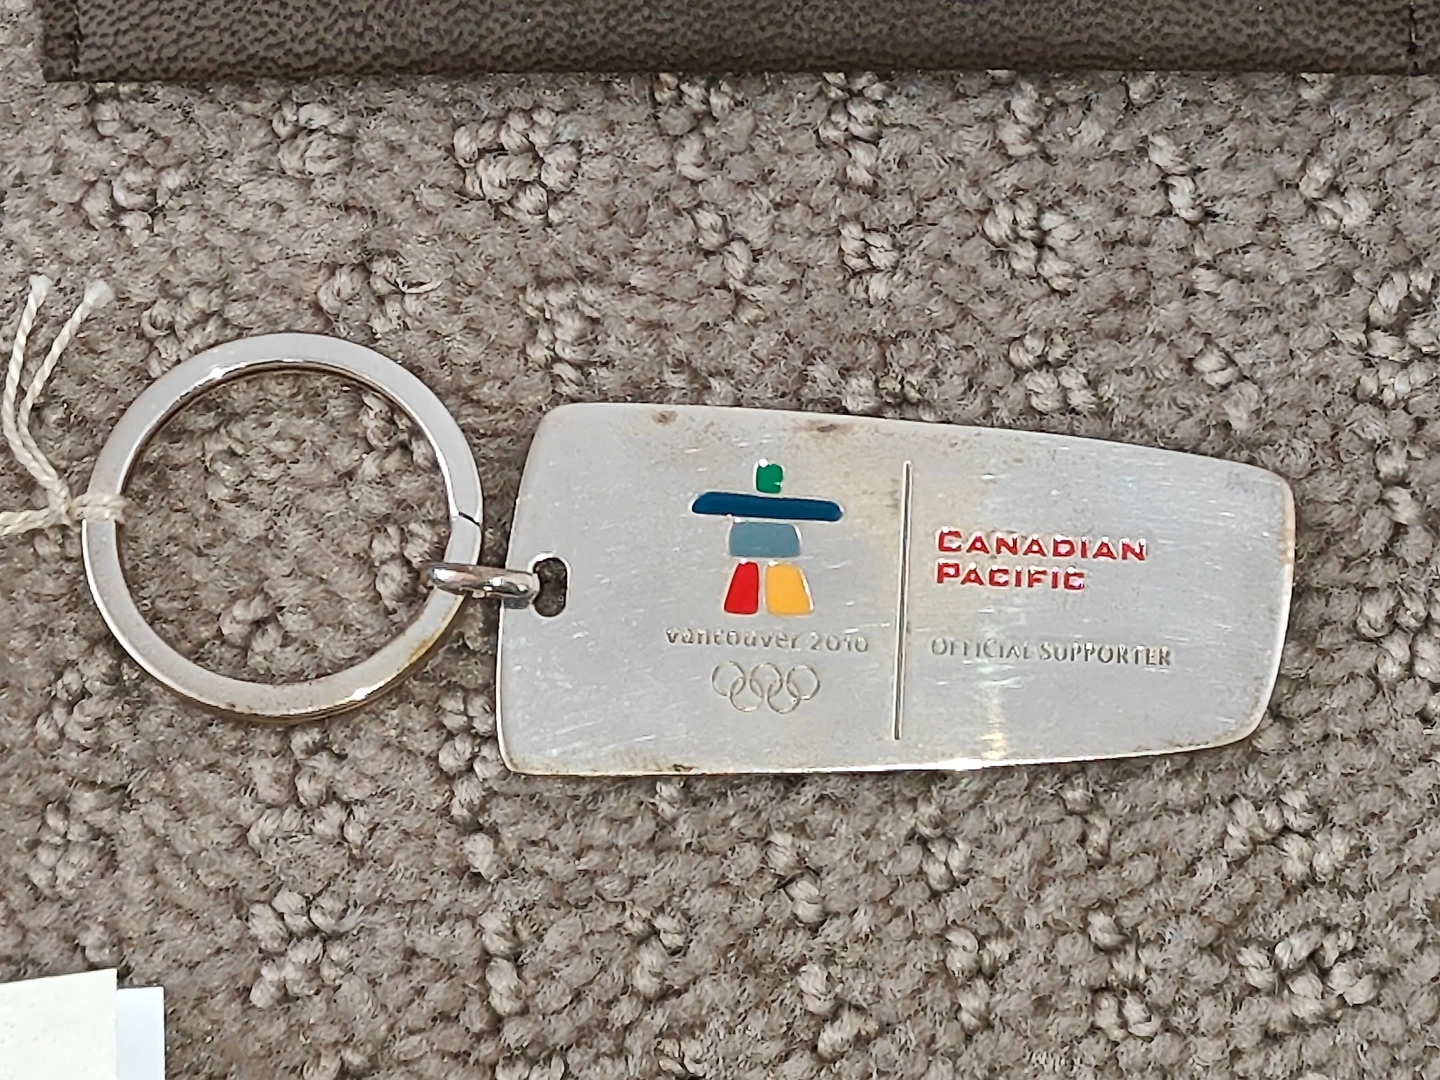 vancouver 2010
CANADIAN
PACIFIC
OFFICIAL SUPPORTER